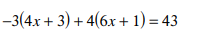 −3(4x + 3) + 4(6x + 1) = 43